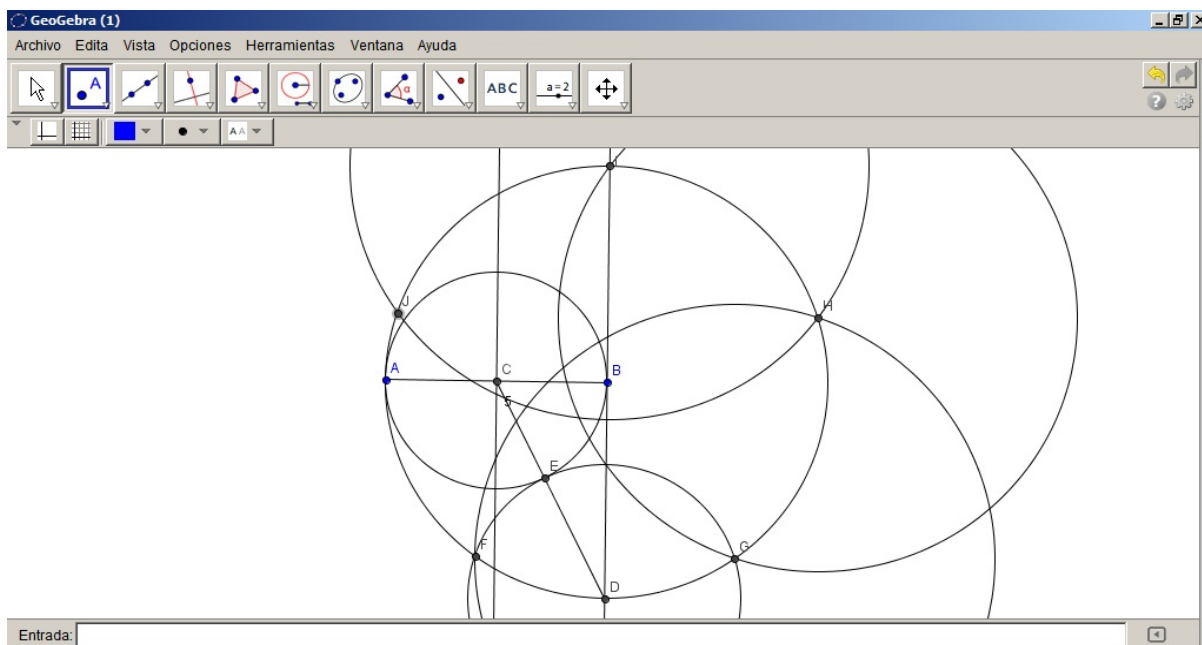 GeoGebra (1)
Archivo Edita Vista Opciones Herramientas Ventana Ayuda
A α ABC a=2
A A
I
J H
A C B
5
E
F G
D
Entrada: